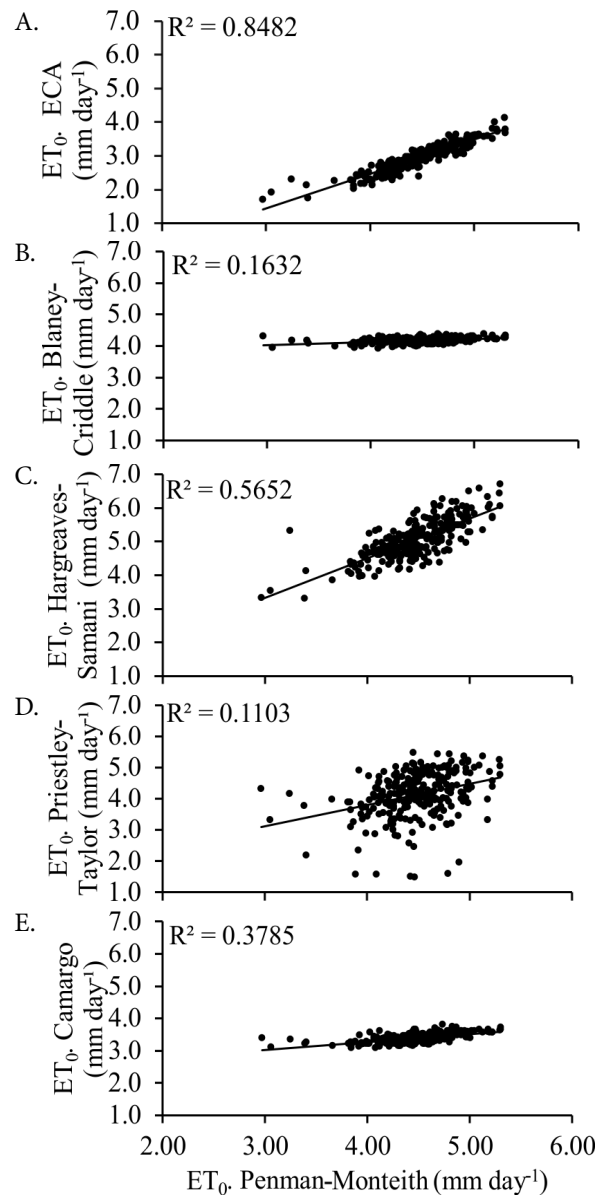 A.
R² = 0.8482
ET₀. ECA
(mm day⁻¹)
7.0
6.0
5.0
4.0
3.0
2.0
1.0
B.
R² = 0.1632
ET₀. Blaney-
Criddle (mm day⁻¹)
7.0
6.0
5.0
4.0
3.0
2.0
1.0
C.
R² = 0.5652
ET₀. Hargreaves-
Samani (mm day⁻¹)
7.0
6.0
5.0
4.0
3.0
2.0
1.0
D.
R² = 0.1103
ET₀. Priestley-
Taylor (mm day⁻¹)
7.0
6.0
5.0
4.0
3.0
2.0
1.0
E.
R² = 0.3785
ET₀. Camargo
(mm day⁻¹)
7.0
6.0
5.0
4.0
3.0
2.0
1.0
2.00 3.00 4.00 5.00 6.00
ET₀. Penman-Monteith (mm day⁻¹)